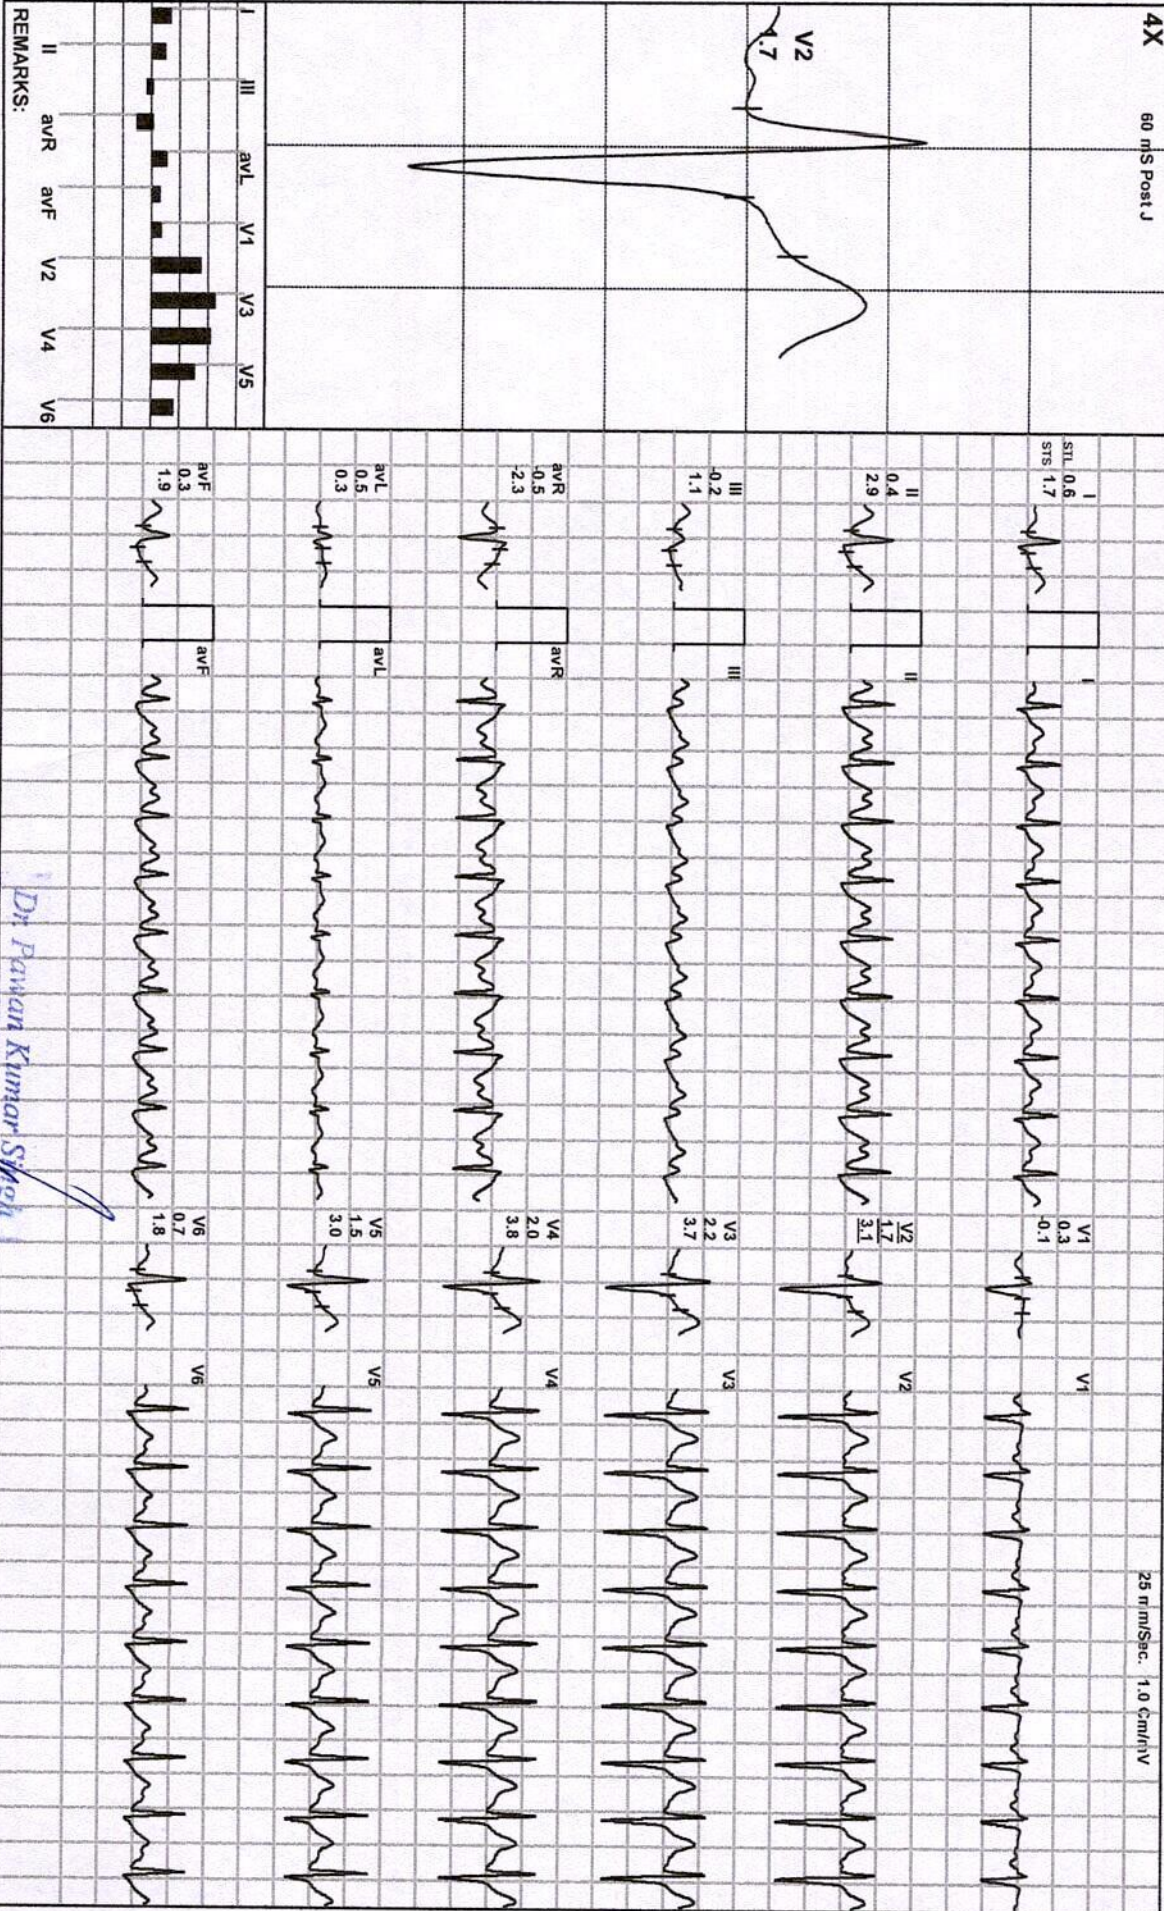 4X
60 mS Post J
25 mm/Sec. 1.0 Cm/mV
V2
1.7
I
STL 0.6
STS 1.7
I
V1
0.3
-0.1
V1
II
0.4
2.9
II
V2
1.7
3.1
V2
III
-0.2
1.1
III
V3
2.2
3.7
V3
avR
-0.5
-2.3
avR
V4
2.0
3.8
V4
avL
0.5
0.3
avL
V5
1.5
3.0
V5
avF
0.3
1.9
avF
V6
0.7
1.8
V6
I III avL V1 V3 V5
II avR avF V2 V4 V6
REMARKS:
Dr. Pawan Kumar Singh